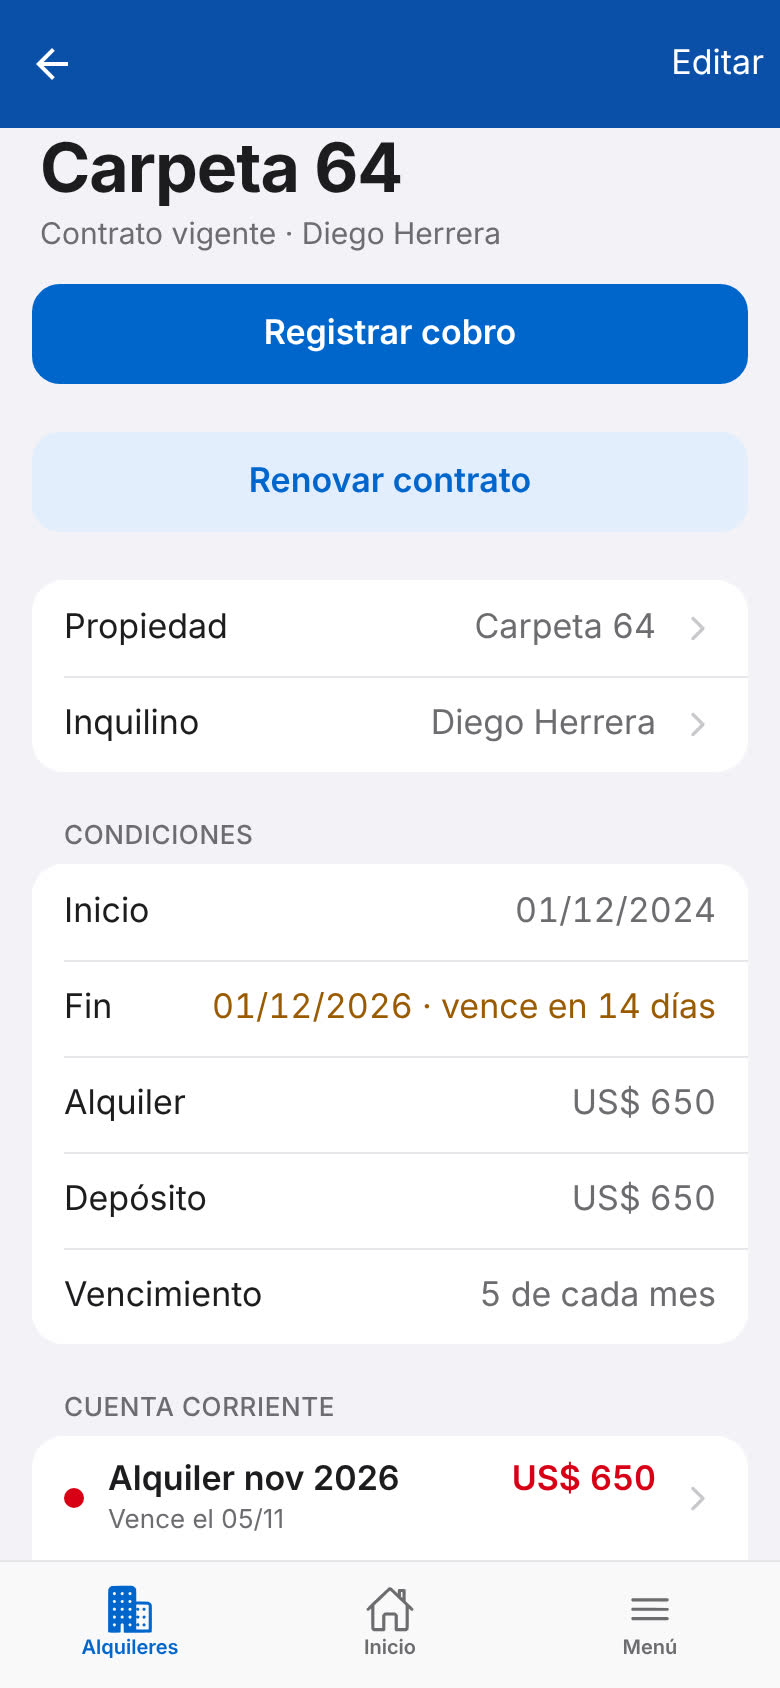 Editar
Carpeta 64
Contrato vigente · Diego Herrera
Registrar cobro
Renovar contrato
Propiedad Carpeta 64
Inquilino Diego Herrera
CONDICIONES
Inicio 01/12/2024
Fin 01/12/2026 · vence en 14 días
Alquiler US$ 650
Depósito US$ 650
Vencimiento 5 de cada mes
CUENTA CORRIENTE
Alquiler nov 2026 US$ 650
Vence el 05/11
Alquileres Inicio Menú